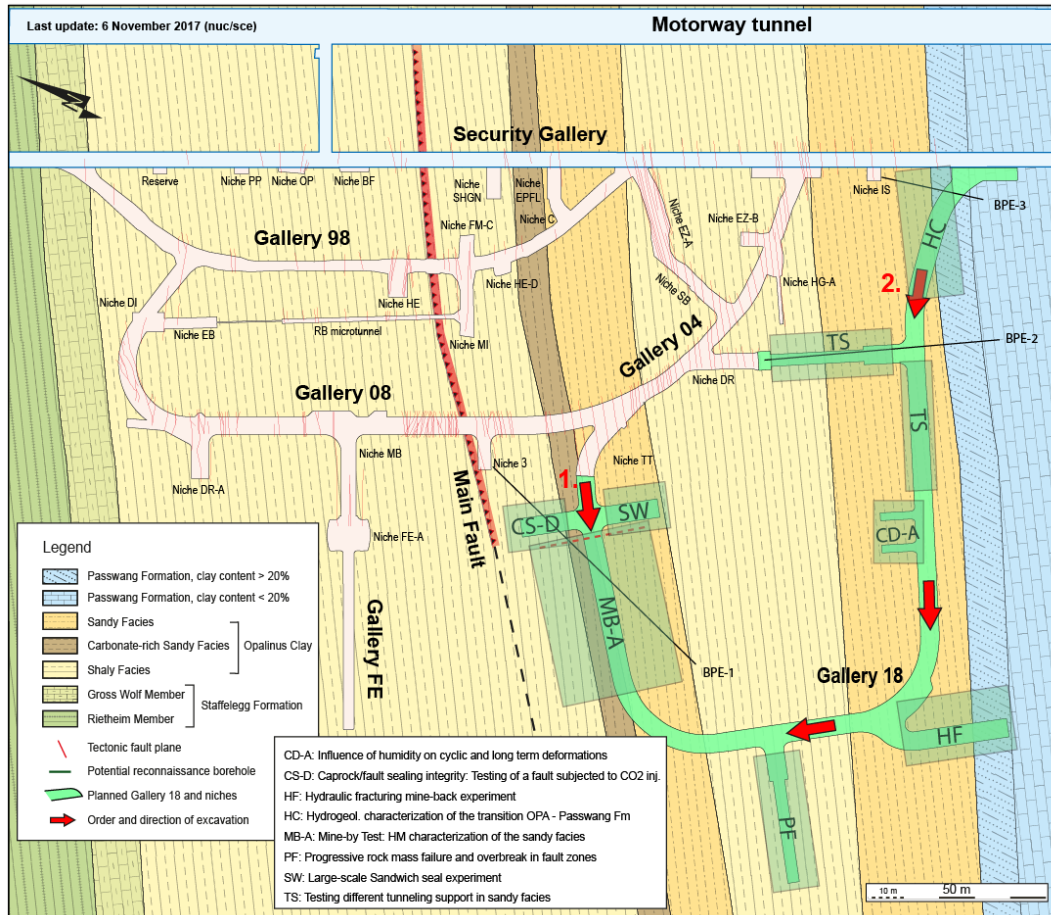 Last update: 6 November 2017 (nuc/sce)
Motorway tunnel
Security Gallery
Reserve
Niche PP
Niche OP
Niche BF
Niche
SHGN
Niche
EPFL
Niche C
Niche FM-C
Niche EZ-A
Niche EZ-B
Niche IS
BPE-3
HC
Gallery 98
Niche HE-D
Niche HE
Niche HG-A
2.
Niche DI
Niche SB
Niche EB
RB microtunnel
Niche MI
Gallery 04
TS
BPE-2
Niche DR
Gallery 08
TS
Niche MB
Niche 3
Niche TT
1.
Niche DR-A
Main Fault
CS-D
SW
CD-A
Niche FE-A
MB-A
Gallery FE
BPE-1
Gallery 18
HF
PF
Legend
Passwang Formation, clay content > 20%
Passwang Formation, clay content < 20%
Sandy Facies
Carbonate-rich Sandy Facies
Opalinus Clay
Shaly Facies
Gross Wolf Member
Staffelegg Formation
Rietheim Member
Tectonic fault plane
Potential reconnaissance borehole
Planned Gallery 18 and niches
Order and direction of excavation
CD-A: Influence of humidity on cyclic and long term deformations
CS-D: Caprock/fault sealing integrity: Testing of a fault subjected to CO2 inj.
HF: Hydraulic fracturing mine-back experiment
HC: Hydrogeol. characterization of the transition OPA - Passwang Fm
MB-A: Mine-by Test: HM characterization of the sandy facies
PF: Progressive rock mass failure and overbreak in fault zones
SW: Large-scale Sandwich seal experiment
TS: Testing different tunneling support in sandy facies
10 m
50 m